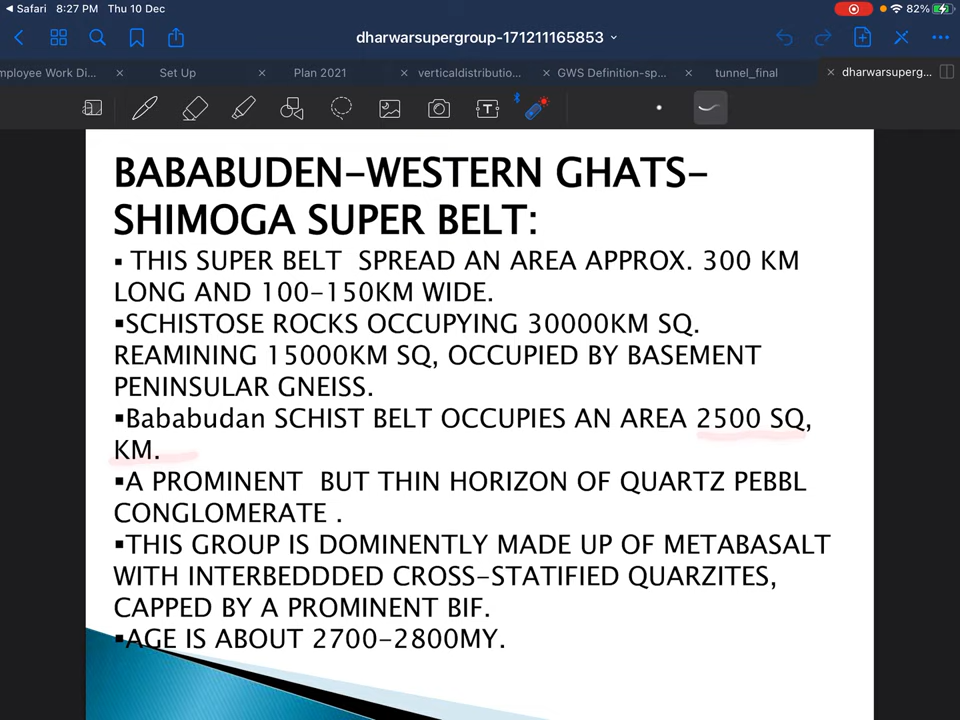 Safari 8:27 PM Thu 10 Dec 82%
dharwarsupergroup-171211165853
mployee Work Di... Set Up Plan 2021 verticaldistributio... GWS Definition-sp... tunnel_final dharwarsuperg...
BABABUDEN-WESTERN GHATS-
SHIMOGA SUPER BELT:
▪ THIS SUPER BELT SPREAD AN AREA APPROX. 300 KM
LONG AND 100-150KM WIDE.
▪SCHISTOSE ROCKS OCCUPYING 30000KM SQ.
REAMINING 15000KM SQ, OCCUPIED BY BASEMENT
PENINSULAR GNEISS.
▪Bababudan SCHIST BELT OCCUPIES AN AREA 2500 SQ,
KM.
▪A PROMINENT BUT THIN HORIZON OF QUARTZ PEBBL
CONGLOMERATE .
▪THIS GROUP IS DOMINENTLY MADE UP OF METABASALT
WITH INTERBEDDDED CROSS-STATIFIED QUARZITES,
CAPPED BY A PROMINENT BIF.
▪AGE IS ABOUT 2700-2800MY.